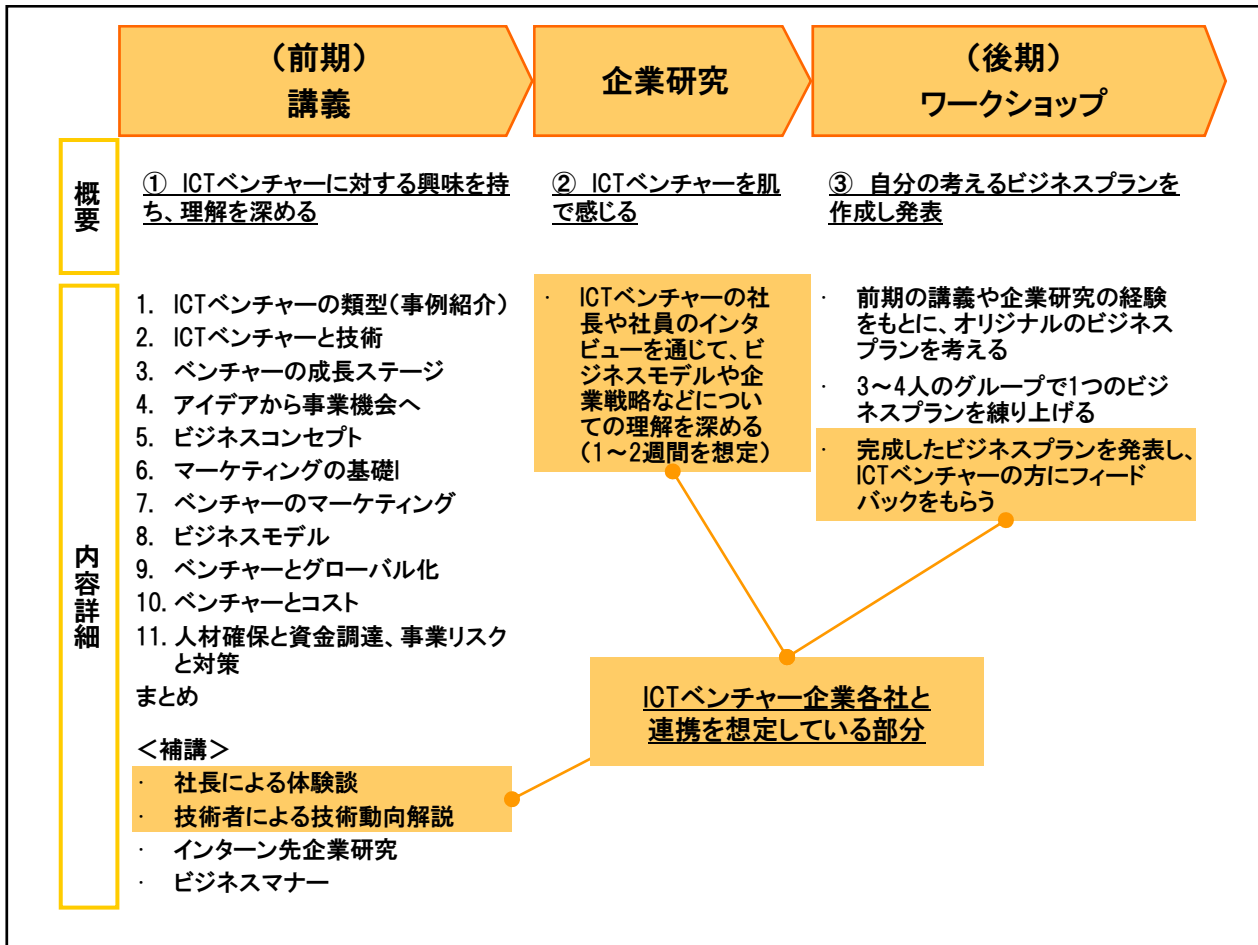 (前期)
講義
企業研究
(後期)
ワークショップ
概要
① ICTベンチャーに対する興味を持
ち、理解を深める
② ICTベンチャーを肌
で感じる
③ 自分の考えるビジネスプランを
作成し発表
内容詳細
1. ICTベンチャーの類型(事例紹介)
2. ICTベンチャーと技術
3. ベンチャーの成長ステージ
4. アイデアから事業機会へ
5. ビジネスコンセプト
6. マーケティングの基礎I
7. ベンチャーのマーケティング
8. ビジネスモデル
9. ベンチャーとグローバル化
10. ベンチャーとコスト
11. 人材確保と資金調達、事業リスク
と対策
まとめ
<補講>
・ 社長による体験談
・ 技術者による技術動向解説
・ インターン先企業研究
・ ビジネスマナー
・ ICTベンチャーの社
長や社員のインタ
ビューを通じて、ビ
ジネスモデルや企
業戦略などについ
ての理解を深める
(1~2週間を想定)
・ 前期の講義や企業研究の経験
をもとに、オリジナルのビジネス
プランを考える
・ 3~4人のグループで1つのビジ
ネスプランを練り上げる
・ 完成したビジネスプランを発表し、
ICTベンチャーの方にフィード
バックをもらう
ICTベンチャー企業各社と
連携を想定している部分